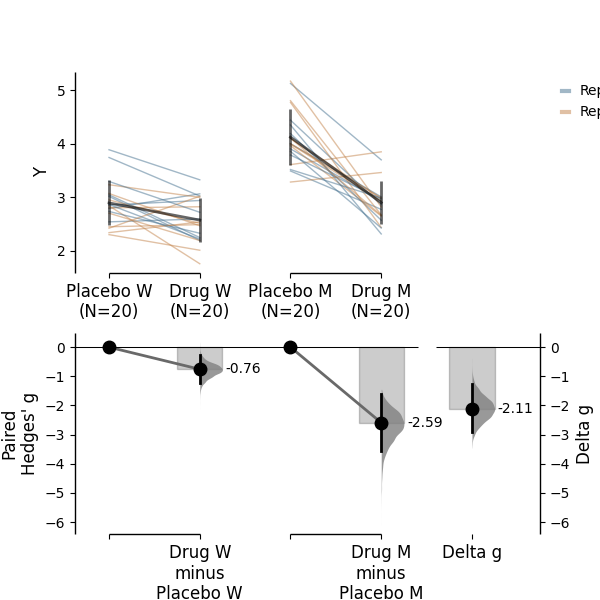 5
4
3
2
Y
Rep
Rep
Placebo W
(N=20)
Drug W
(N=20)
Placebo M
(N=20)
Drug M
(N=20)
0
−1
−2
−3
−4
−5
−6
Paired
Hedges' g
-0.76
-2.59
-2.11
0
−1
−2
−3
−4
−5
−6
Delta g
Drug W
minus
Placebo W
Drug M
minus
Placebo M
Delta g